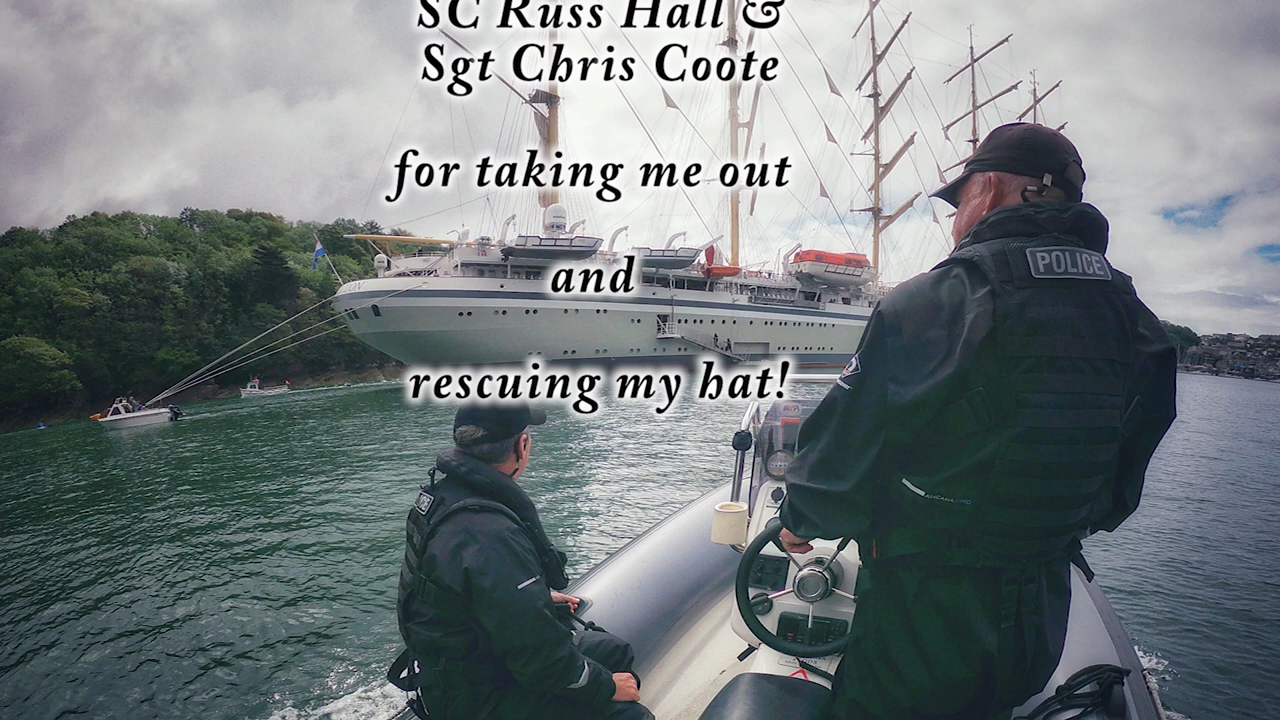 SC Russ Hall &
Sgt Chris Coote
for taking me out
and
rescuing my hat!
POLICE